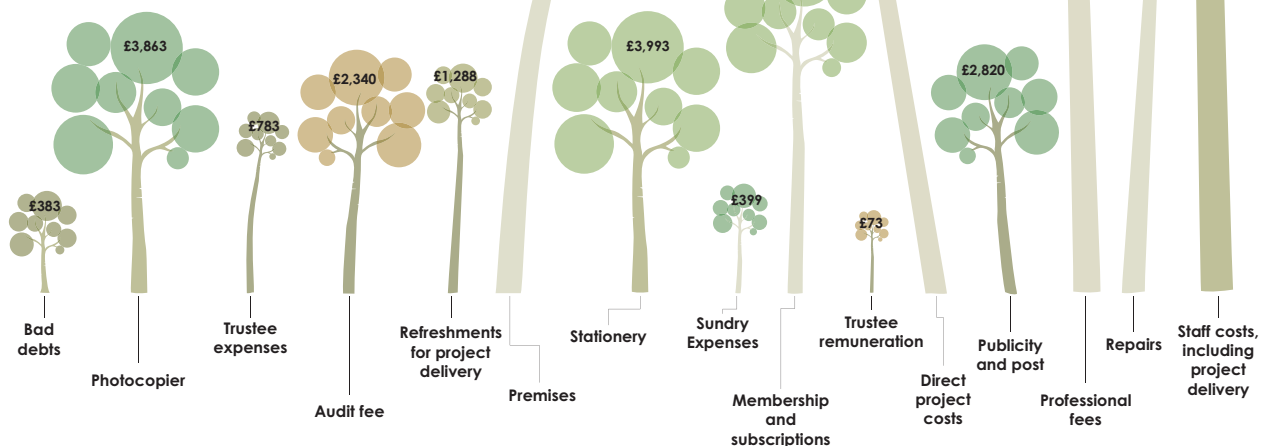 £3,863
£3,993
£2,340
£1,288
£2,820
£783
£383
£399
£73
Bad
debts
Photocopier
Trustee
expenses
Audit fee
Refreshments
for project
delivery
Premises
Stationery
Sundry
Expenses
Membership
and
subscriptions
Trustee
remuneration
Direct
project
costs
Publicity
and post
Professional
fees
Repairs
Staff costs,
including
project
delivery